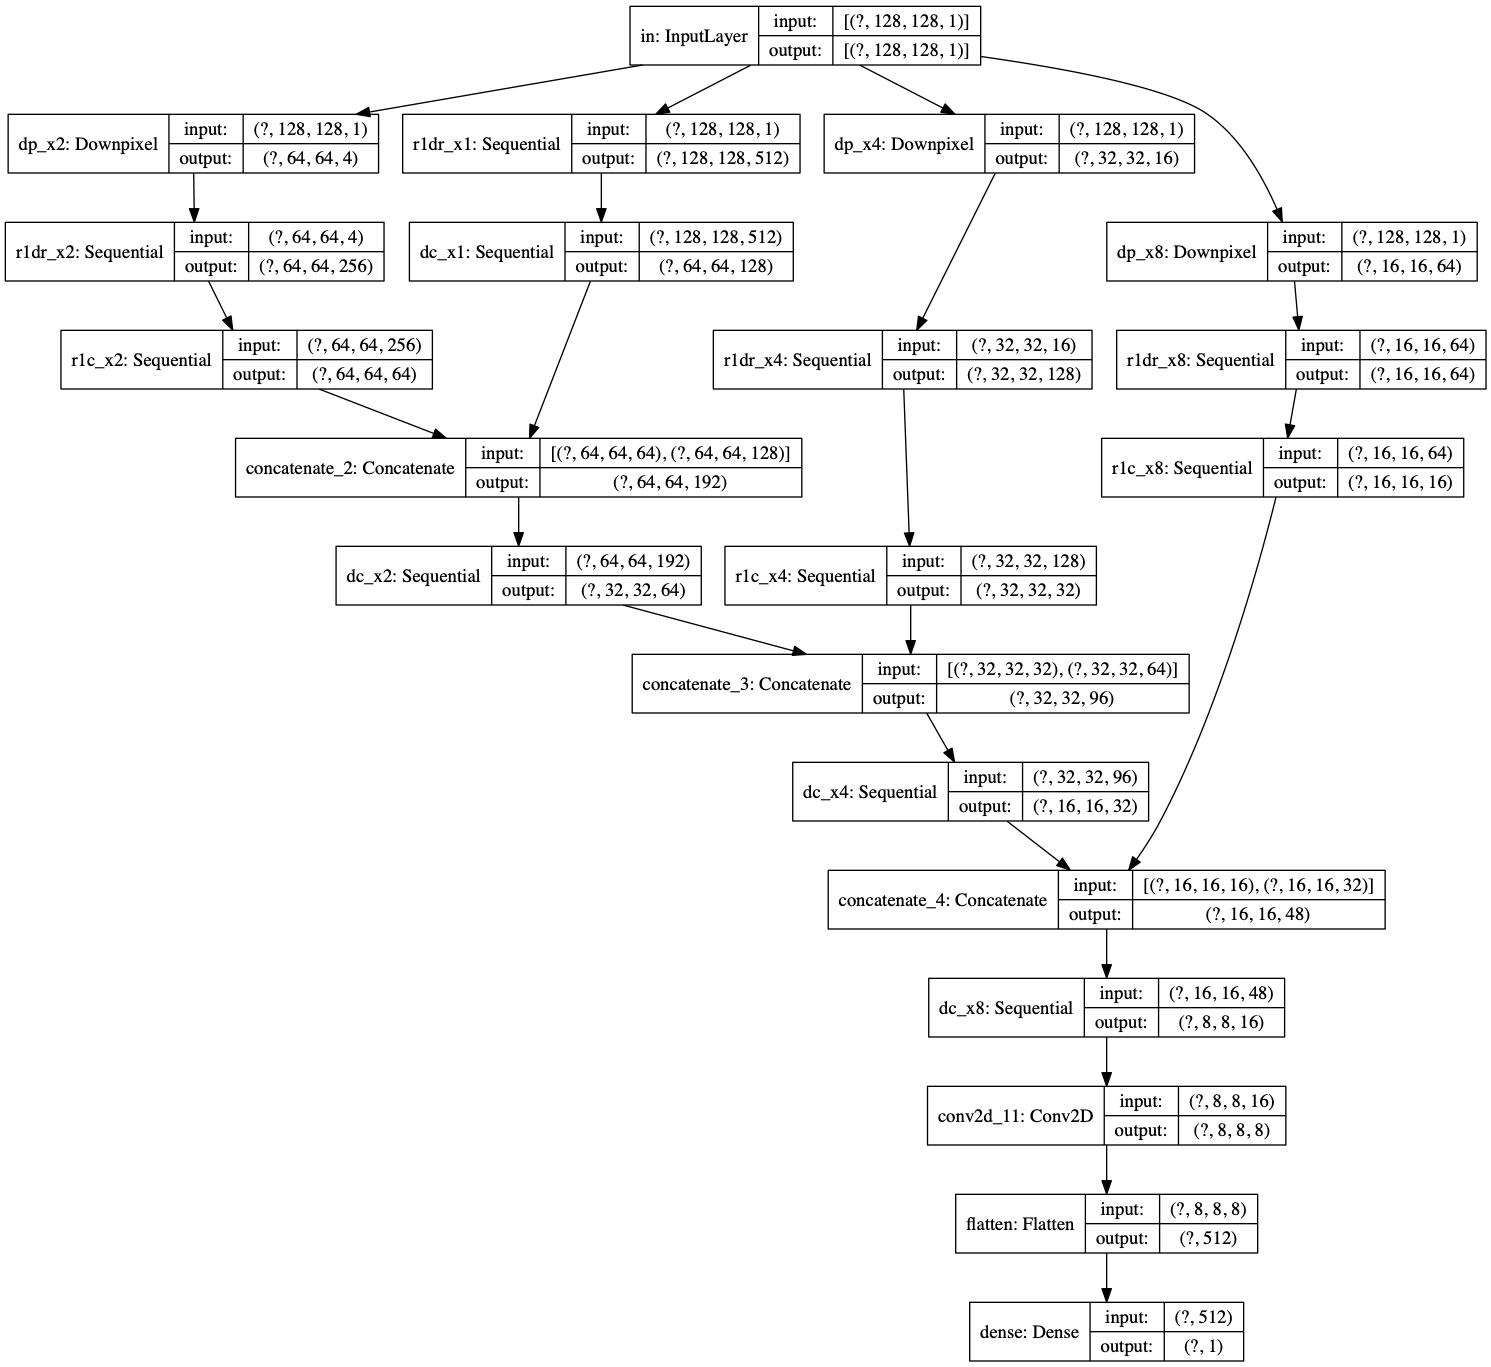 in: InputLayer
input: [(?, 128, 128, 1)]
output: [(?, 128, 128, 1)]
dp_x2: Downpixel
input: (?, 128, 128, 1)
output: (?, 64, 64, 4)
r1dr_x1: Sequential
input: (?, 128, 128, 1)
output: (?, 128, 128, 512)
dp_x4: Downpixel
input: (?, 128, 128, 1)
output: (?, 32, 32, 16)
r1dr_x2: Sequential
input: (?, 64, 64, 4)
output: (?, 64, 64, 256)
dc_x1: Sequential
input: (?, 128, 128, 512)
output: (?, 64, 64, 128)
dp_x8: Downpixel
input: (?, 128, 128, 1)
output: (?, 16, 16, 64)
r1c_x2: Sequential
input: (?, 64, 64, 256)
output: (?, 64, 64, 64)
r1dr_x4: Sequential
input: (?, 32, 32, 16)
output: (?, 32, 32, 128)
r1dr_x8: Sequential
input: (?, 16, 16, 64)
output: (?, 16, 16, 64)
concatenate_2: Concatenate
input: [(?, 64, 64, 64), (?, 64, 64, 128)]
output: (?, 64, 64, 192)
r1c_x8: Sequential
input: (?, 16, 16, 64)
output: (?, 16, 16, 16)
dc_x2: Sequential
input: (?, 64, 64, 192)
output: (?, 32, 32, 64)
r1c_x4: Sequential
input: (?, 32, 32, 128)
output: (?, 32, 32, 32)
concatenate_3: Concatenate
input: [(?, 32, 32, 32), (?, 32, 32, 64)]
output: (?, 32, 32, 96)
dc_x4: Sequential
input: (?, 32, 32, 96)
output: (?, 16, 16, 32)
concatenate_4: Concatenate
input: [(?, 16, 16, 16), (?, 16, 16, 32)]
output: (?, 16, 16, 48)
dc_x8: Sequential
input: (?, 16, 16, 48)
output: (?, 8, 8, 16)
conv2d_11: Conv2D
input: (?, 8, 8, 16)
output: (?, 8, 8, 8)
flatten: Flatten
input: (?, 8, 8, 8)
output: (?, 512)
dense: Dense
input: (?, 512)
output: (?, 1)